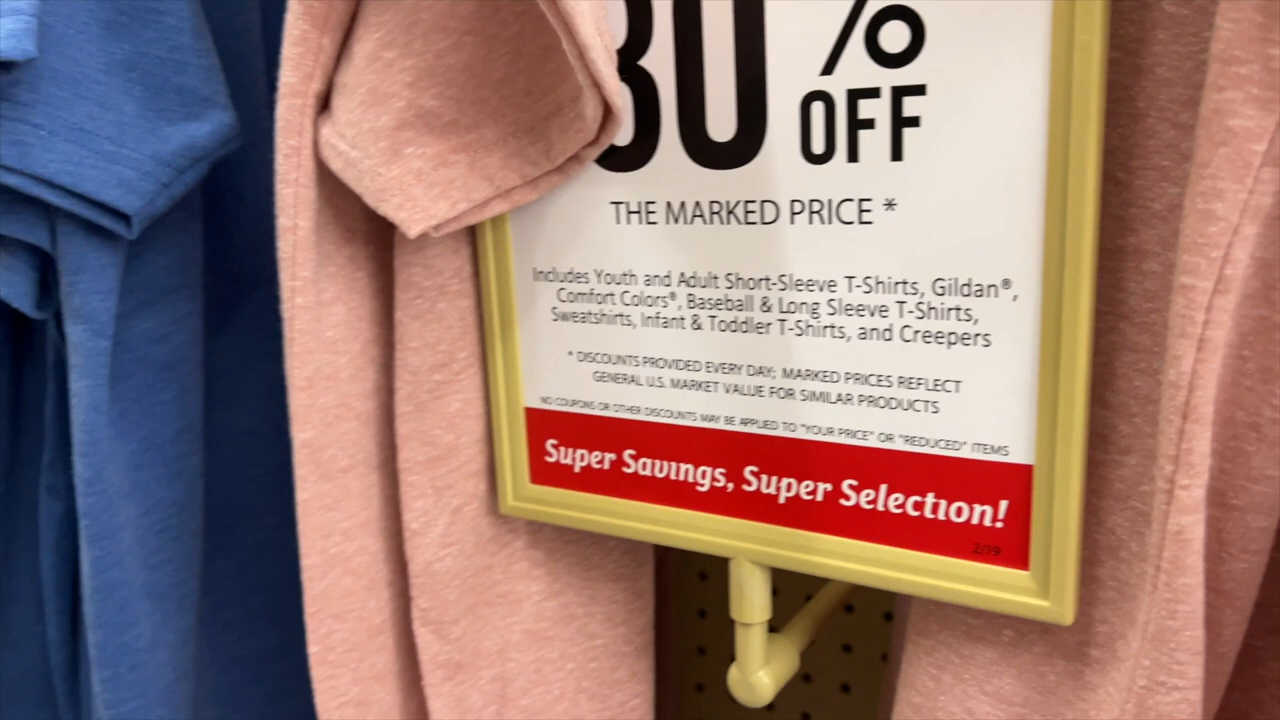 % 
OFF
THE MARKED PRICE *
Includes Youth and Adult Short-Sleeve T-Shirts, Gildan®,
Comfort Colors®, Baseball & Long Sleeve T-Shirts,
Sweatshirts, Infant & Toddler T-Shirts, and Creepers
* DISCOUNTS PROVIDED EVERY DAY; MARKED PRICES REFLECT
GENERAL U.S. MARKET VALUE FOR SIMILAR PRODUCTS
NO COUPONS OR OTHER DISCOUNTS MAY BE APPLIED TO "YOUR PRICE" OR "REDUCED" ITEMS
Super Savings, Super Selection!
2/19